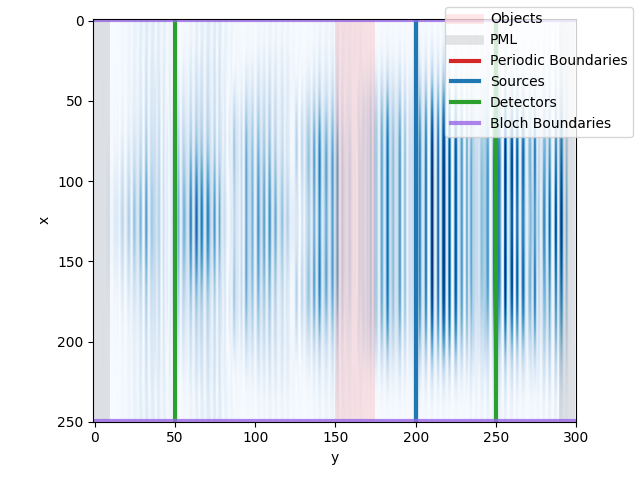 Objects
PML
Periodic Boundaries
Sources
Detectors
Bloch Boundaries
0
50
100
150
200
250
x
0 50 100 150 200 250 300
y